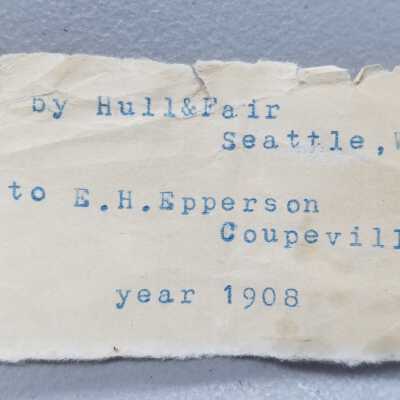 by Hull&Fair
Seattle,W
to E.H.Epperson
Coupevill
year 1908